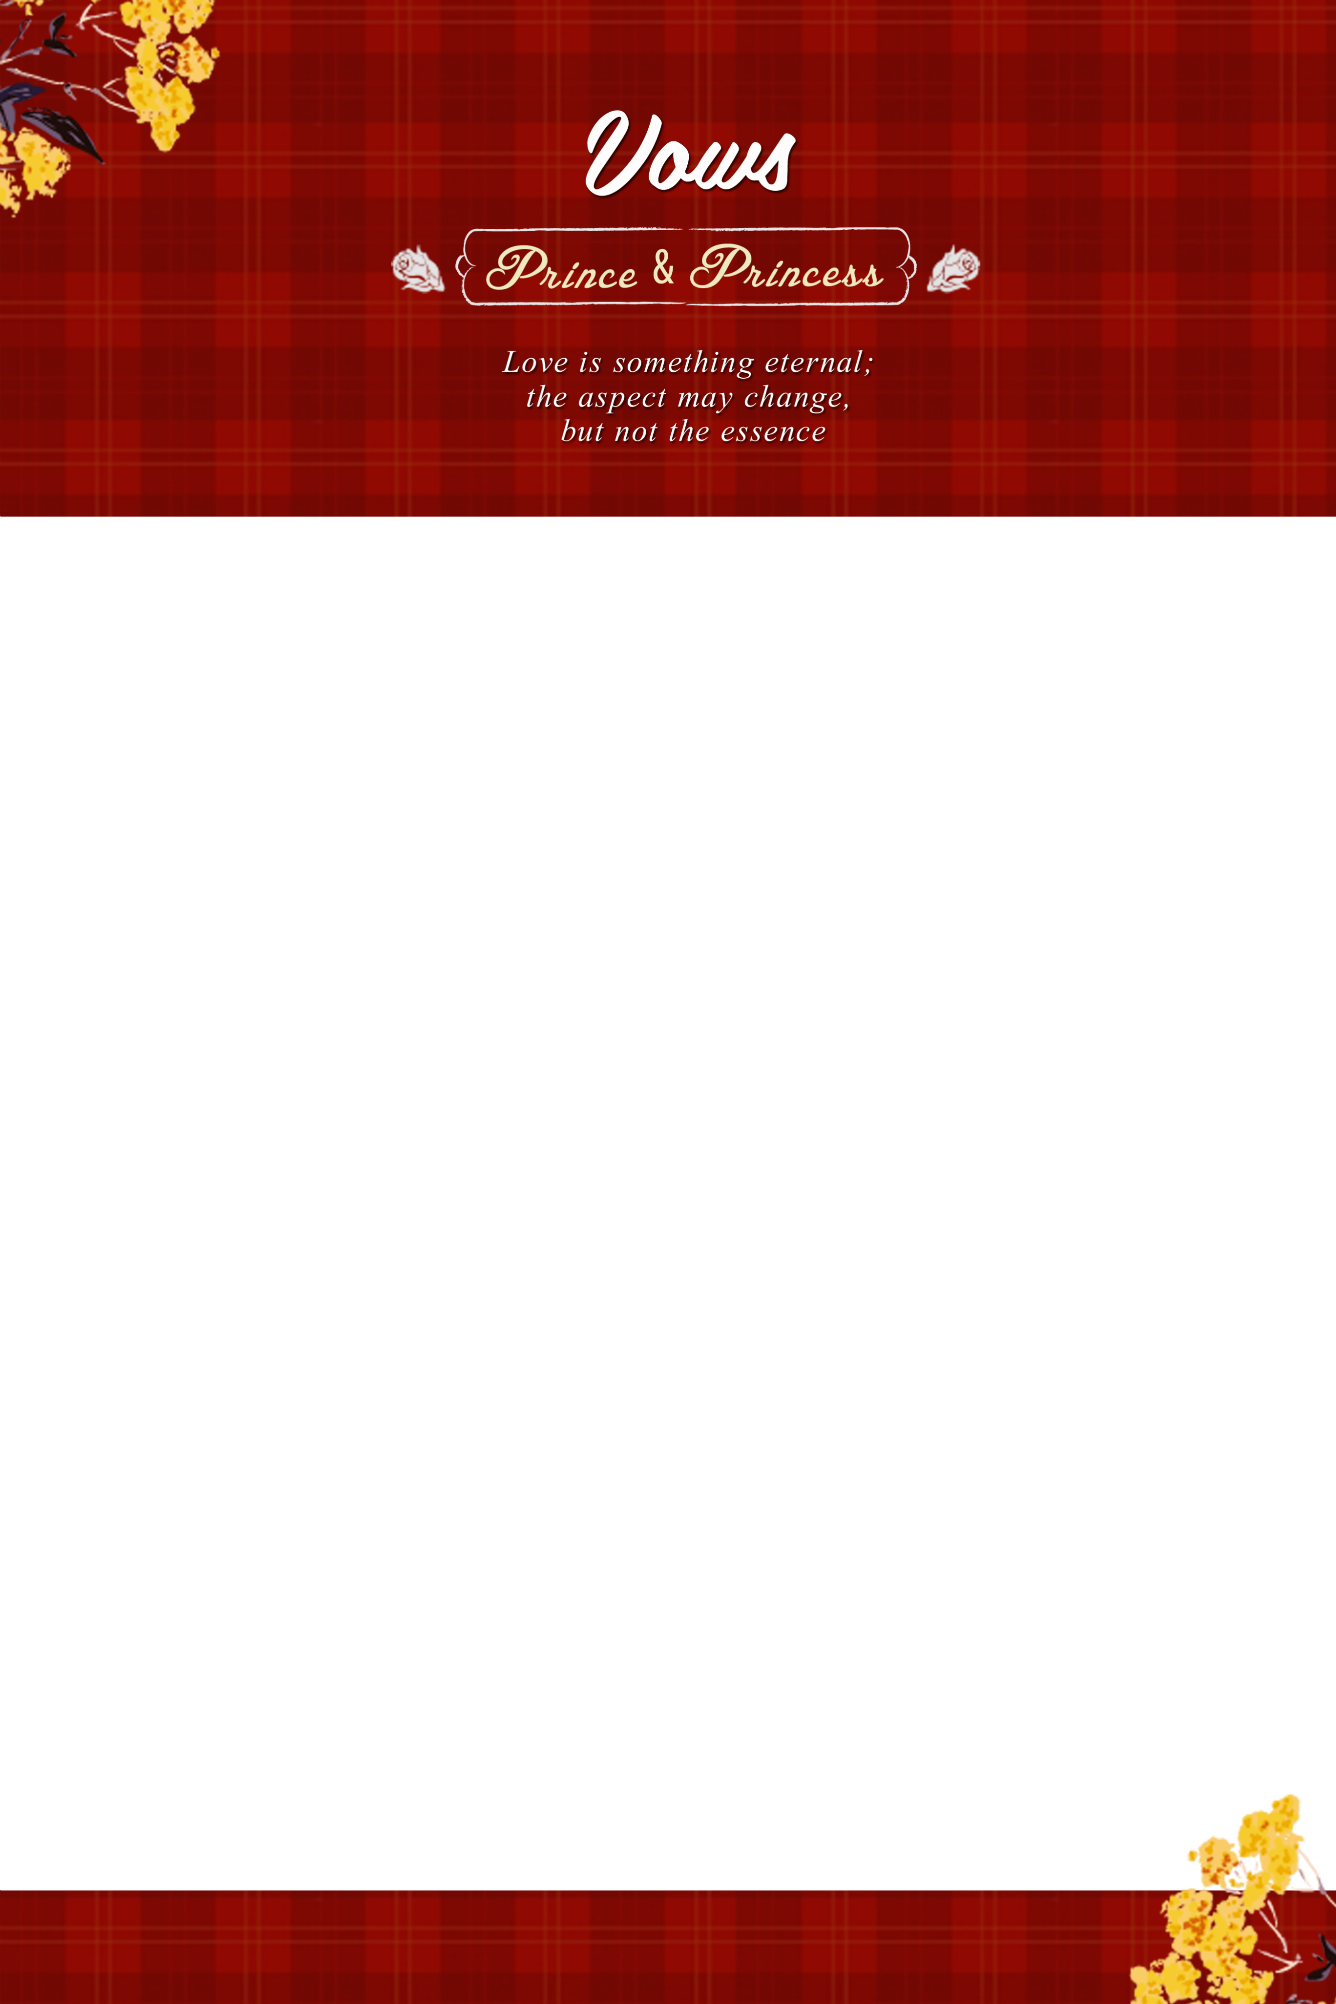 Vows
Prince & Princess
Love is something eternal;
the aspect may change,
but not the essence